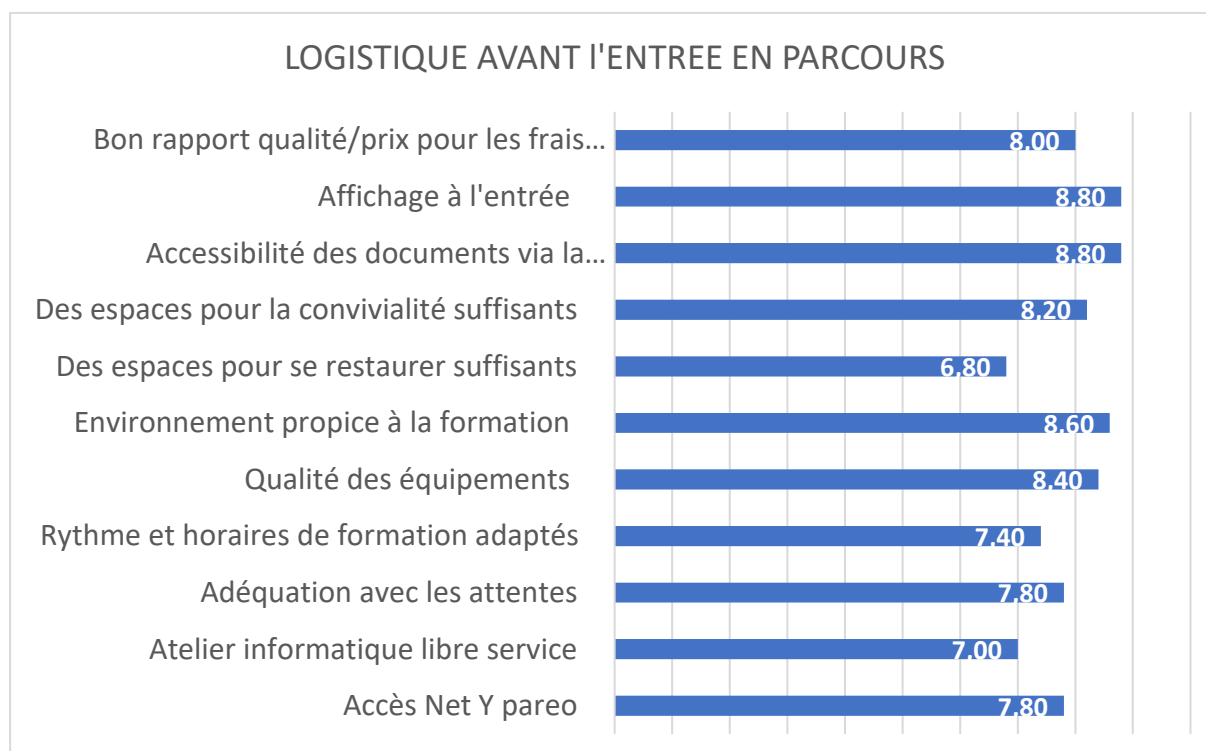 LOGISTIQUE AVANT l'ENTREE EN PARCOURS
Bon rapport qualité/prix pour les frais... 8,00
Affichage à l'entrée 8,80
Accessibilité des documents via la... 8,80
Des espaces pour la convivialité suffisants 8,20
Des espaces pour se restaurer suffisants 6,80
Environnement propice à la formation 8,60
Qualité des équipements 8,40
Rythme et horaires de formation adaptés 7,40
Adéquation avec les attentes 7,80
Atelier informatique libre service 7,00
Accès Net Y pareo 7,80